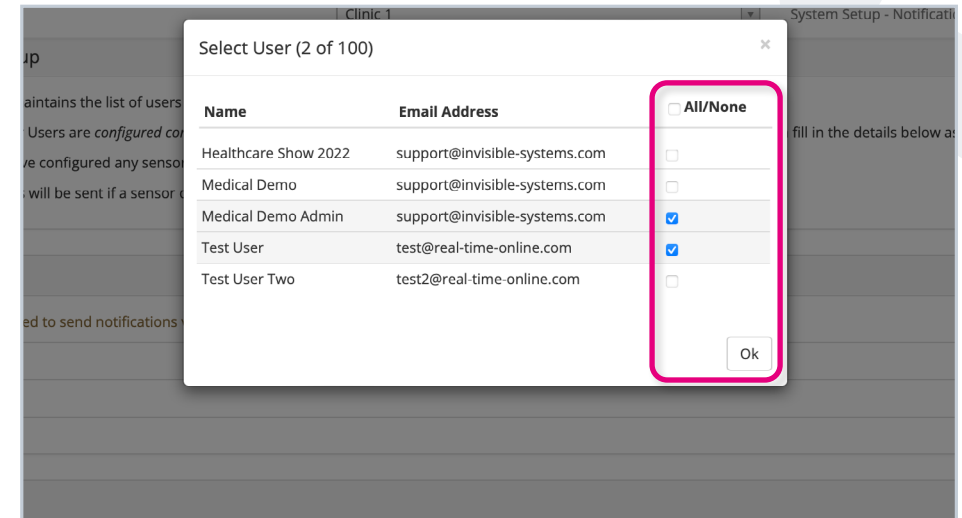 Clinic 1 System Setup - Notificati
up
Select User (2 of 100) ×
aintains the list of users
Name Email Address All/None
Users are configured con fill in the details below as
Healthcare Show 2022 support@invisible-systems.com
ve configured any senso
Medical Demo support@invisible-systems.com
will be sent if a sensor
Medical Demo Admin support@invisible-systems.com
Test User test@real-time-online.com
Test User Two test2@real-time-online.com
ed to send notifications
Ok